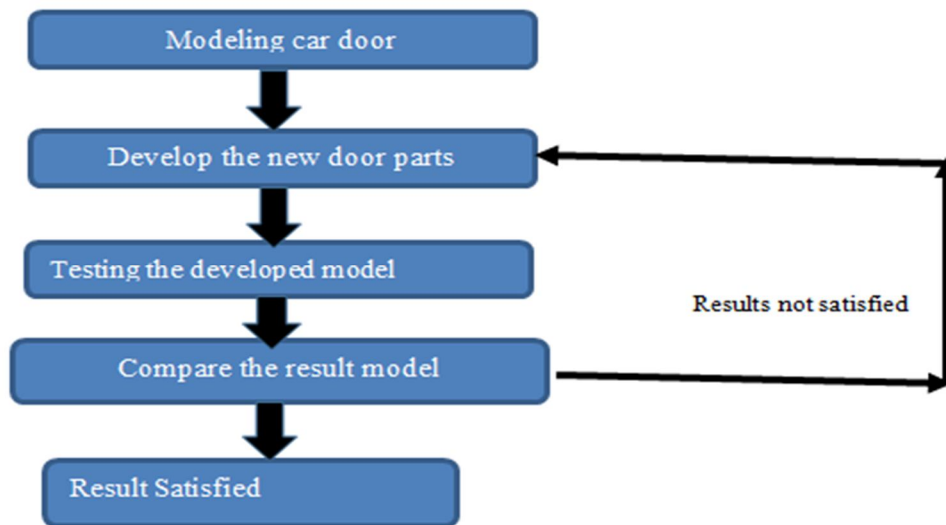 Modeling car door
Develop the new door parts
Testing the developed model
Results not satisfied
Compare the result model
Result Satisfied